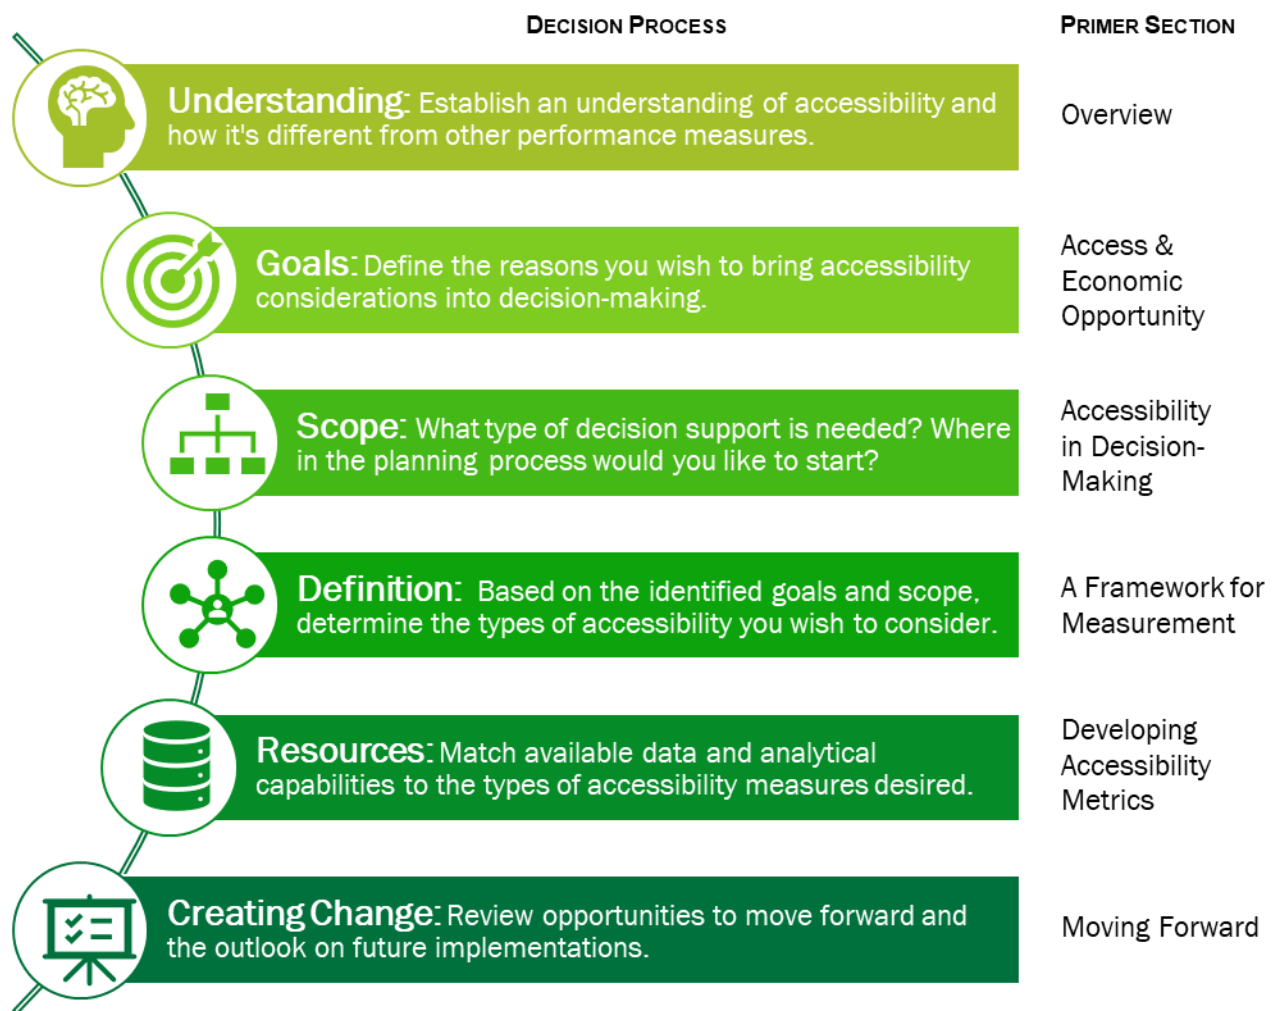 DECISION PROCESS
PRIMER SECTION
Understanding: Establish an understanding of accessibility and
how it's different from other performance measures.
Overview
Goals: Define the reasons you wish to bring accessibility
considerations into decision-making.
Access &
Economic
Opportunity
Scope: What type of decision support is needed? Where
in the planning process would you like to start?
Accessibility
in Decision-
Making
Definition: Based on the identified goals and scope,
determine the types of accessibility you wish to consider.
A Framework for
Measurement
Resources: Match available data and analytical
capabilities to the types of accessibility measures desired.
Developing
Accessibility
Metrics
Creating Change: Review opportunities to move forward and
the outlook on future implementations.
Moving Forward